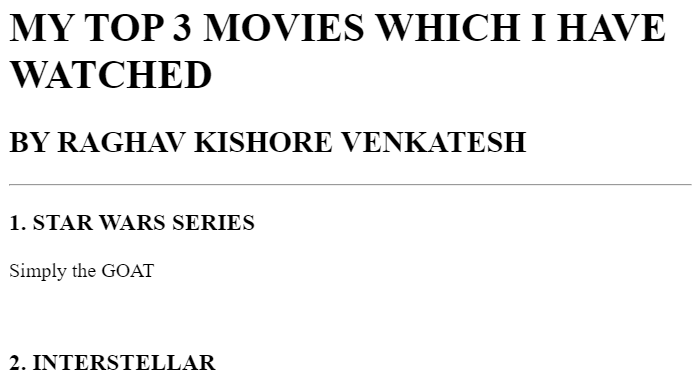 MY TOP 3 MOVIES WHICH I HAVE
WATCHED
BY RAGHAV KISHORE VENKATESH
1. STAR WARS SERIES
Simply the GOAT
2. INTERSTELLAR